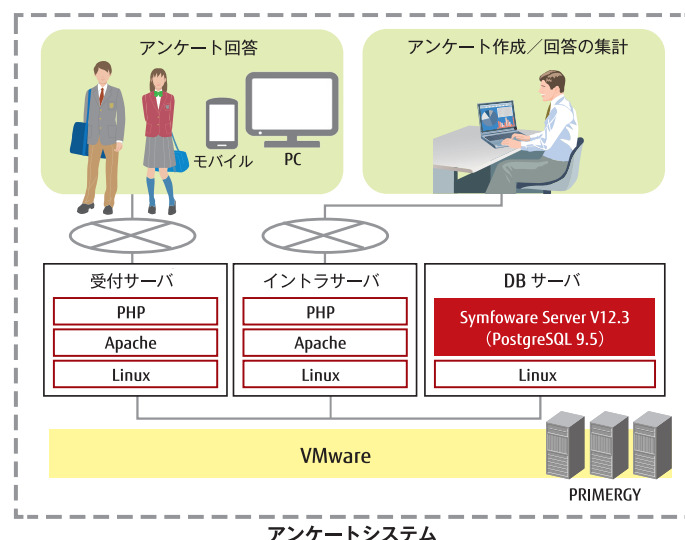 アンケート回答
モバイル
PC
アンケート作成／回答の集計
受付サーバ
PHP
Apache
Linux
イントラサーバ
PHP
Apache
Linux
DB サーバ
Symfoware Server V12.3
（PostgreSQL 9.5）
Linux
VMware
PRIMERGY
アンケートシステム